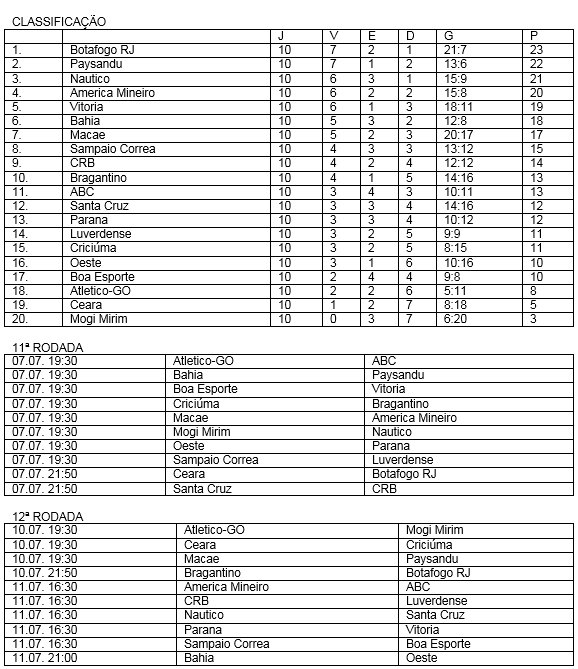 CLASSIFICAÇÃO
J V E D G P
1. Botafogo RJ 10 7 2 1 21:7 23
2. Paysandu 10 7 1 2 13:6 22
3. Nautico 10 6 3 1 15:9 21
4. America Mineiro 10 6 2 2 15:8 20
5. Vitoria 10 6 1 3 18:11 19
6. Bahia 10 5 3 2 12:8 18
7. Macae 10 5 2 3 20:17 17
8. Sampaio Correa 10 4 3 3 13:12 15
9. CRB 10 4 2 4 12:12 14
10. Bragantino 10 4 1 5 14:16 13
11. ABC 10 3 4 3 10:11 13
12. Santa Cruz 10 3 3 4 14:16 12
13. Parana 10 3 3 4 10:12 12
14. Luverdense 10 3 2 5 9:9 11
15. Criciúma 10 3 2 5 8:15 11
16. Oeste 10 3 1 6 10:16 10
17. Boa Esporte 10 2 4 4 9:8 10
18. Atletico-GO 10 2 2 6 5:11 8
19. Ceara 10 1 2 7 8:18 5
20. Mogi Mirim 10 0 3 7 6:20 3
11ª RODADA
07.07. 19:30 Atletico-GO ABC
07.07. 19:30 Bahia Paysandu
07.07. 19:30 Boa Esporte Vitoria
07.07. 19:30 Criciúma Bragantino
07.07. 19:30 Macae America Mineiro
07.07. 19:30 Mogi Mirim Nautico
07.07. 19:30 Oeste Parana
07.07. 19:30 Sampaio Correa Luverdense
07.07. 21:50 Ceara Botafogo RJ
07.07. 21:50 Santa Cruz CRB
12ª RODADA
10.07. 19:30 Atletico-GO Mogi Mirim
10.07. 19:30 Ceara Criciúma
10.07. 19:30 Macae Paysandu
10.07. 21:50 Bragantino Botafogo RJ
11.07. 16:30 America Mineiro ABC
11.07. 16:30 CRB Luverdense
11.07. 16:30 Nautico Santa Cruz
11.07. 16:30 Parana Vitoria
11.07. 16:30 Sampaio Correa Boa Esporte
11.07. 21:00 Bahia Oeste